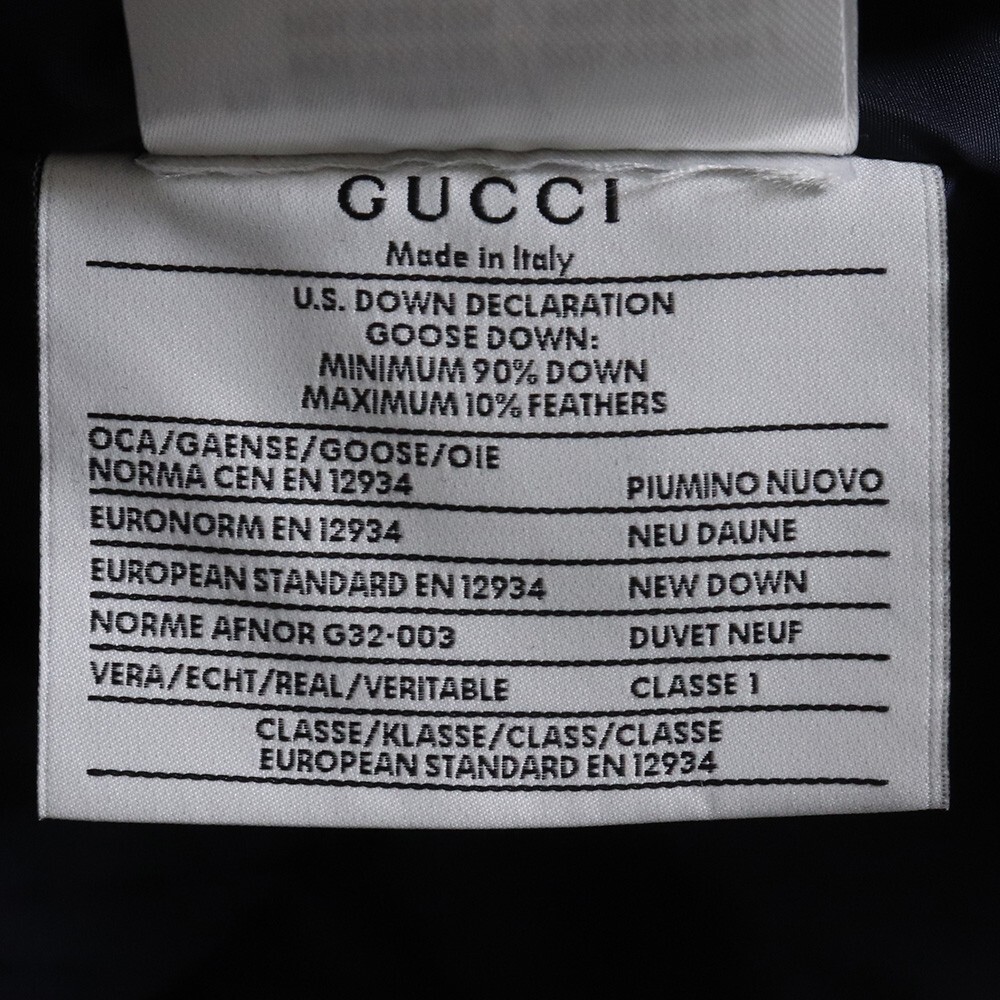 GUCCI
Made in Italy
U.S. DOWN DECLARATION
GOOSE DOWN:
MINIMUM 90% DOWN
MAXIMUM 10% FEATHERS
OCA/GAENSE/GOOSE/OIE
NORMA CEN EN 12934 PIUMINO NUOVO
EURONORM EN 12934 NEU DAUNE
EUROPEAN STANDARD EN 12934 NEW DOWN
NORME AFNOR G32-003 DUVET NEUF
VERA/ECHT/REAL/VERITABLE CLASSE 1
CLASSE/KLASSE/CLASS/CLASSE
EUROPEAN STANDARD EN 12934